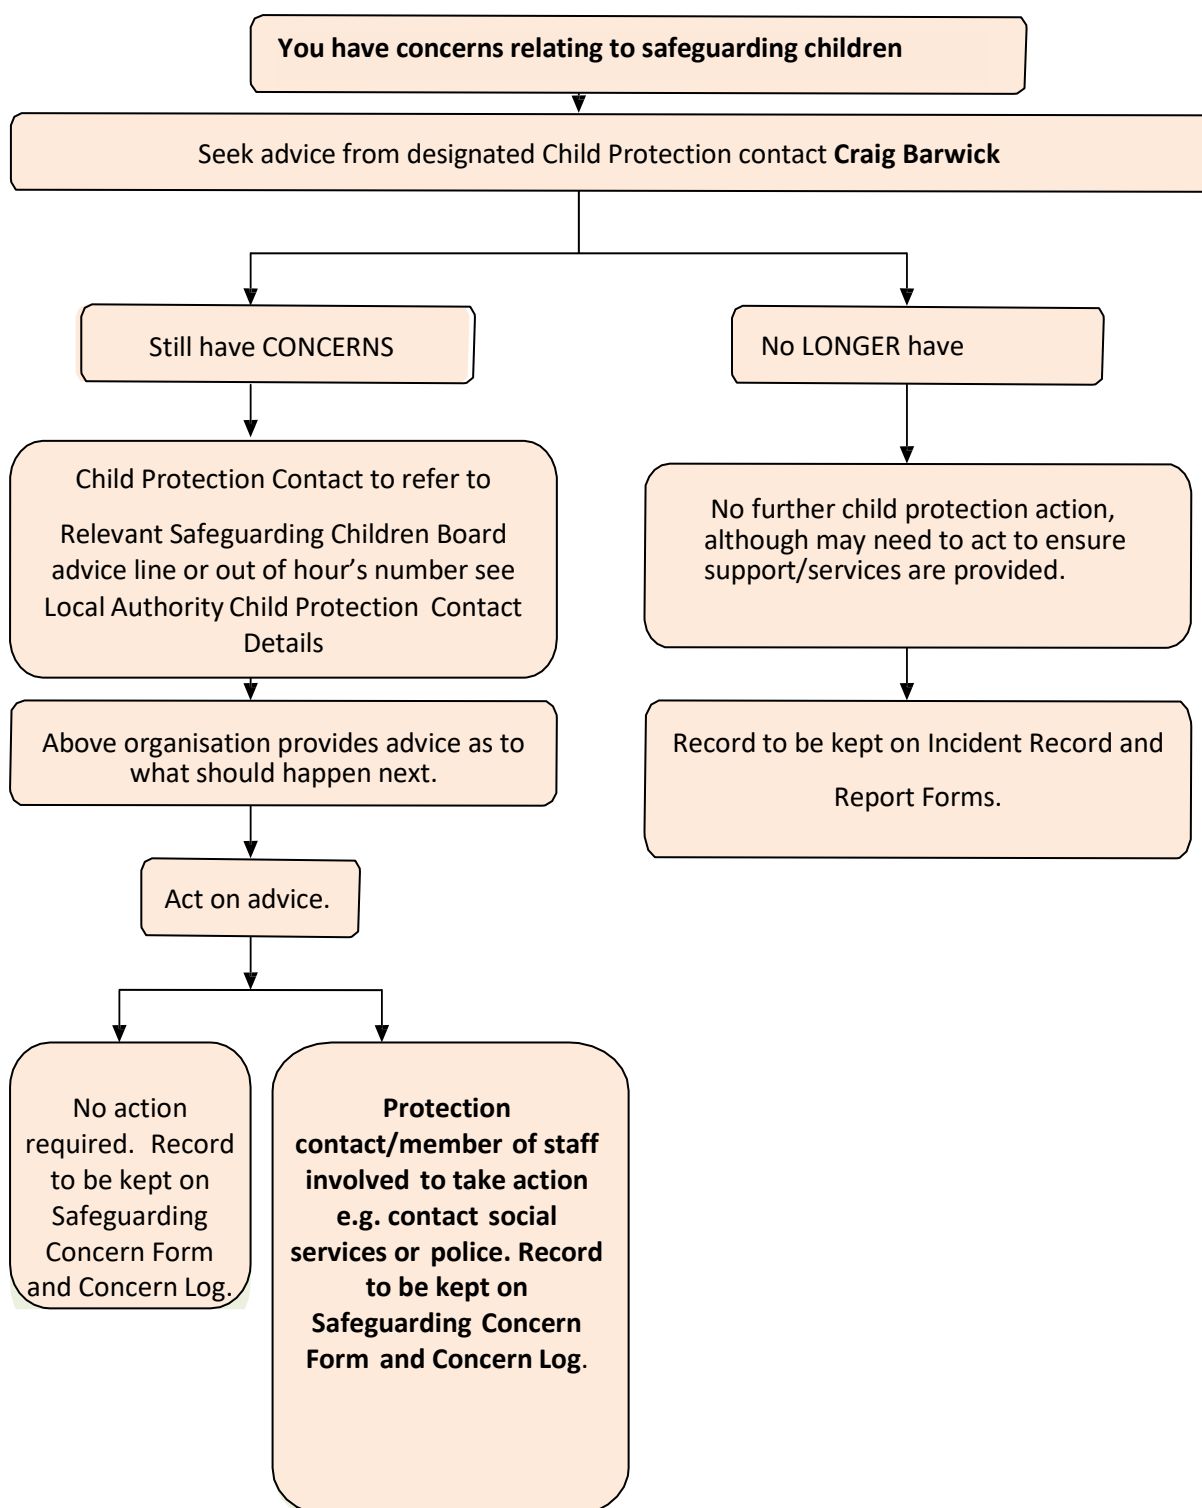 You have concerns relating to safeguarding children
Seek advice from designated Child Protection contact Craig Barwick
Still have CONCERNS
No LONGER have
Child Protection Contact to refer to
Relevant Safeguarding Children Board
advice line or out of hour’s number see
Local Authority Child Protection Contact
Details
No further child protection action,
although may need to act to ensure
support/services are provided.
Above organisation provides advice as to
what should happen next.
Record to be kept on Incident Record and
Report Forms.
Act on advice.
No action
required. Record
to be kept on
Safeguarding
Concern Form
and Concern Log.
Protection
contact/member of staff
involved to take action
e.g. contact social
services or police. Record
to be kept on
Safeguarding Concern
Form and Concern Log.